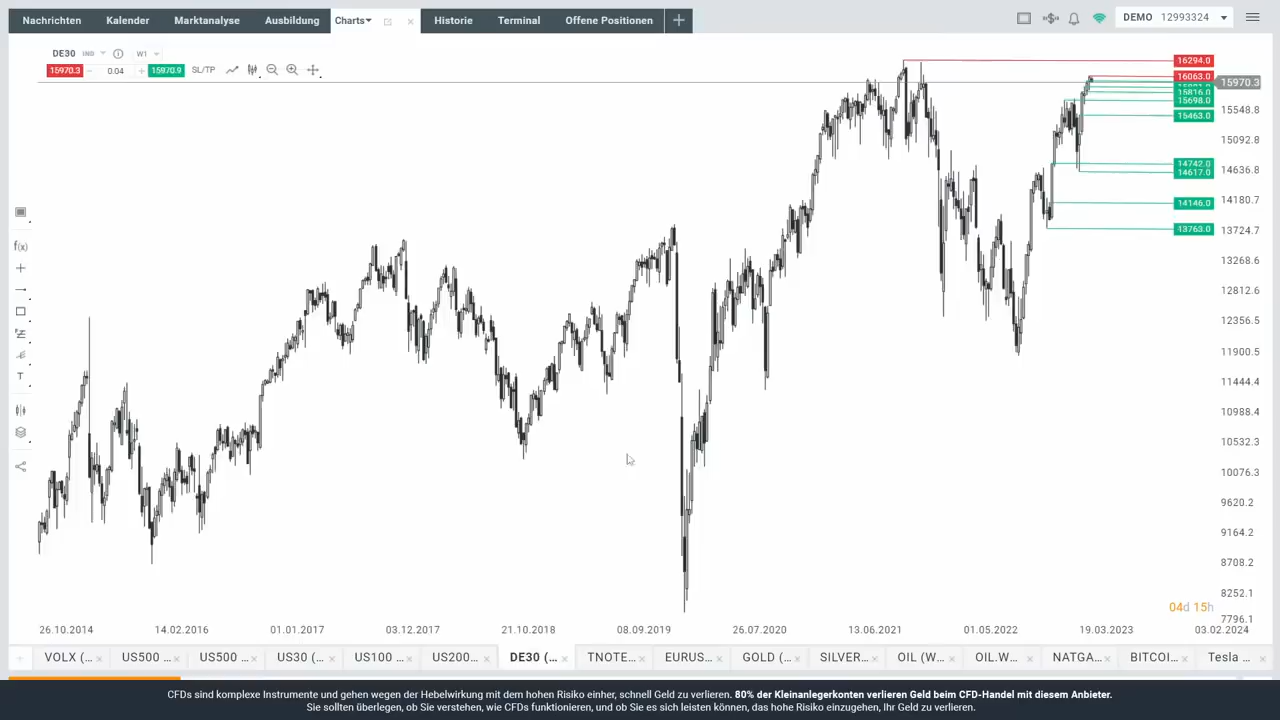 Nachrichten Kalender Marktanalyse Ausbildung Charts Historie Terminal Offene Positionen
DEMO 12993324
DE30 IND W1
15970.3 0.04 15970.9 SL/TP
16294.0
16063.0
15970.3
15816.0
15698.0
15548.8
15463.0
15092.8
14742.0
14636.8
14617.0
14180.7
14146.0
13763.0
13724.7
13268.6
12812.6
12356.5
11900.5
11444.4
10988.4
10532.3
10076.3
9620.2
9164.2
8708.2
8252.1
7796.1
f(x)
T
04d 15h
26.10.2014 14.02.2016 01.01.2017 03.12.2017 21.10.2018 08.09.2019 26.07.2020 13.06.2021 01.05.2022 19.03.2023 03.02.2024
VOLX (... US500 ... US500 ... US30 (... US100 ... US200... DE30 (... TNOTE... EURUS... GOLD (... SILVER... OIL (W... OIL.W... NATGA... BITCOI... Tesla ...
CFDs sind komplexe Instrumente und gehen wegen der Hebelwirkung mit dem hohen Risiko einher, schnell Geld zu verlieren. 80% der Kleinanlegerkonten verlieren Geld beim CFD-Handel mit diesem Anbieter.
Sie sollten überlegen, ob Sie verstehen, wie CFDs funktionieren, und ob Sie es sich leisten können, das hohe Risiko einzugehen, Ihr Geld zu verlieren.